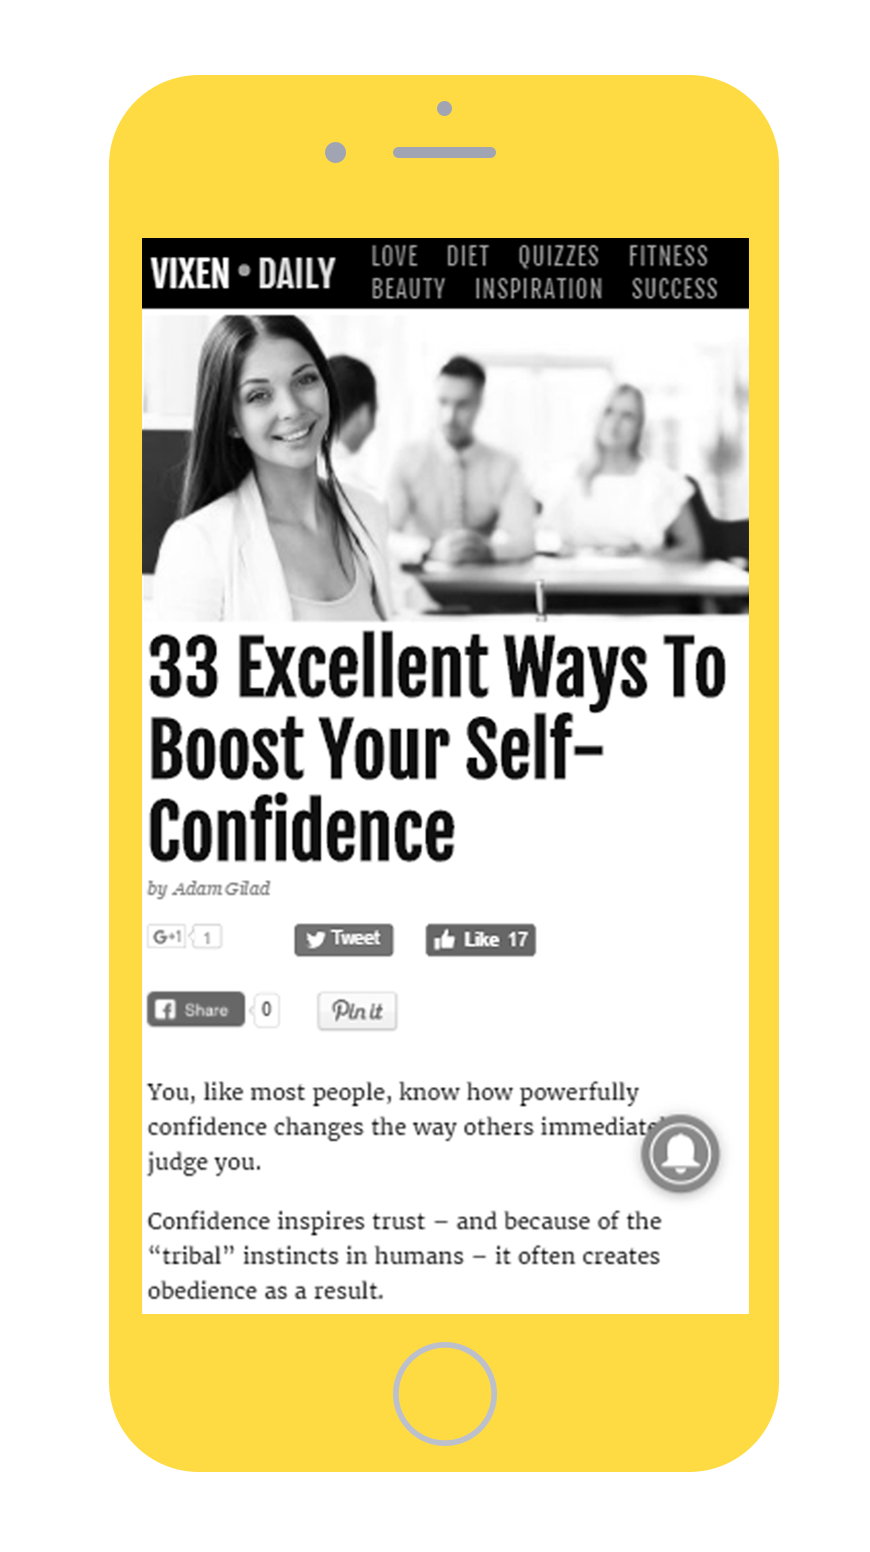 VIXEN • DAILY
LOVE DIET QUIZZES FITNESS
BEAUTY INSPIRATION SUCCESS
33 Excellent Ways To
Boost Your Self-
Confidence
by Adam Gilad
G+1 1 Tweet Like 17
Share 0 Pin it
You, like most people, know how powerfully
confidence changes the way others
judge you.
Confidence inspires trust – and because of the
“tribal” instincts in humans – it often creates
obedience as a result.